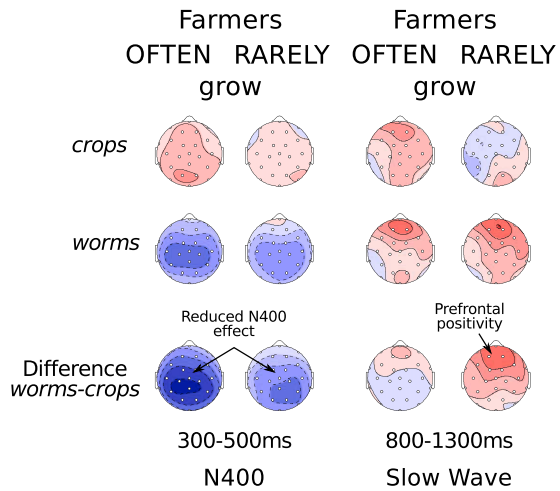 Farmers
OFTEN RARELY
grow
Farmers
OFTEN RARELY
grow
crops
worms
Reduced N400
effect
Prefrontal
positivity
Difference
worms-crops
300-500ms
800-1300ms
N400
Slow Wave